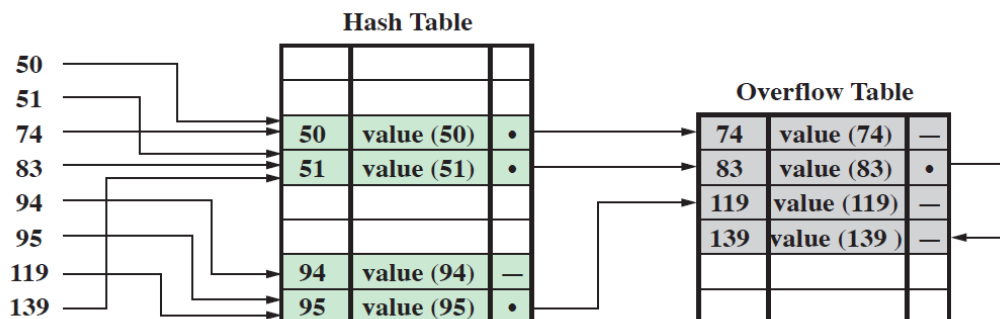 Hash Table
50
51
74
83
94
95
119
139
50 value (50) •
51 value (51) •
94 value (94) —
95 value (95) •
Overflow Table
74 value (74) —
83 value (83) •
119 value (119) —
139 value (139 ) —